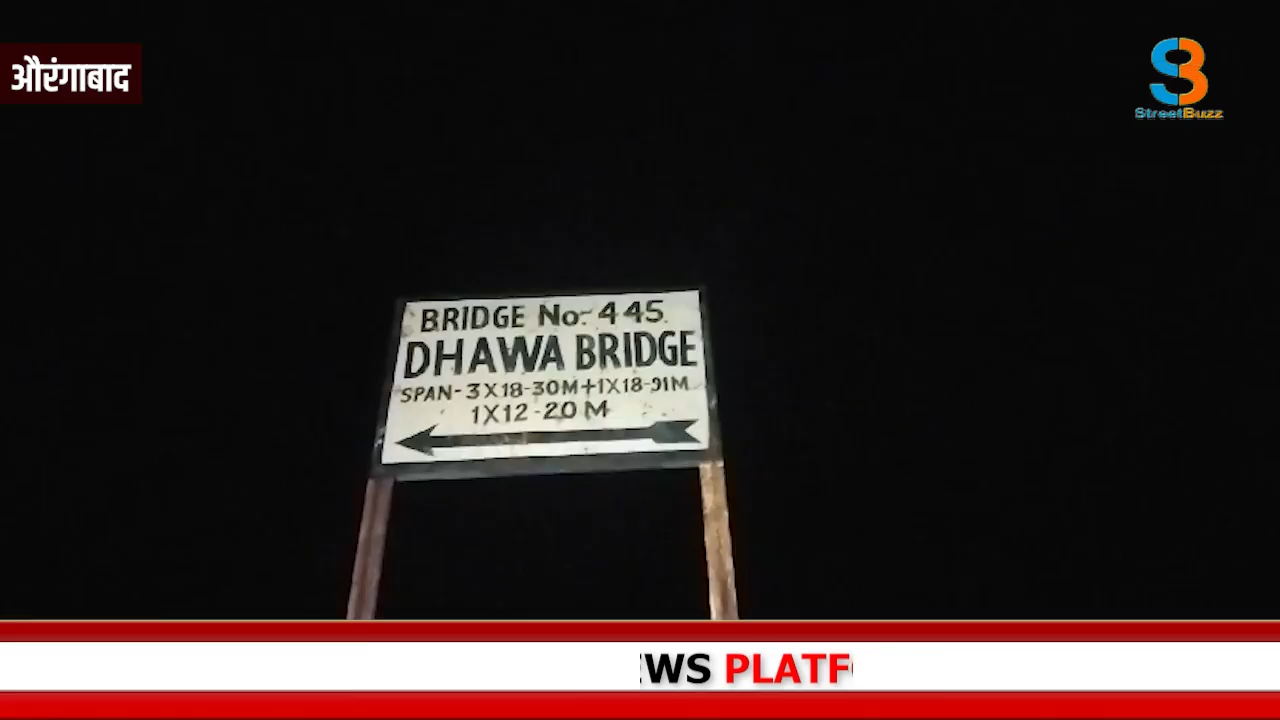 औरंगाबाद
StreetBuzz
BRIDGE No:- 445.
DHAWA BRIDGE
SPAN- 3X18-30M+1X18-91M
1X12-20M
EWS PLATF